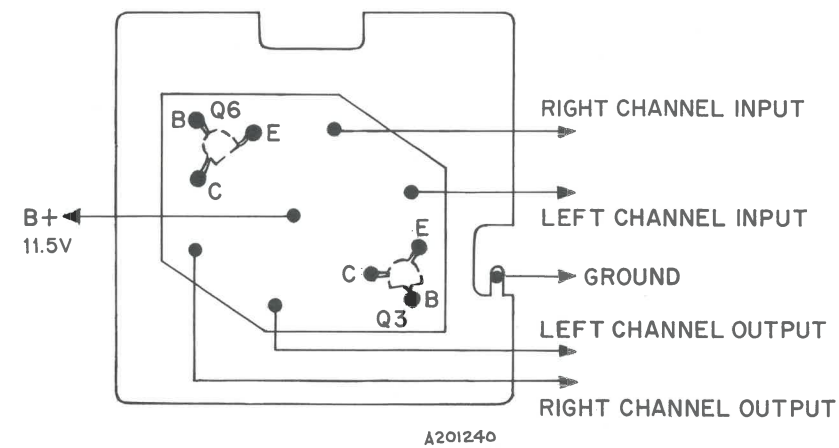 Q6
B
E
C
RIGHT CHANNEL INPUT
B+
11.5V
LEFT CHANNEL INPUT
E
C
B
Q3
GROUND
LEFT CHANNEL OUTPUT
RIGHT CHANNEL OUTPUT
A201240